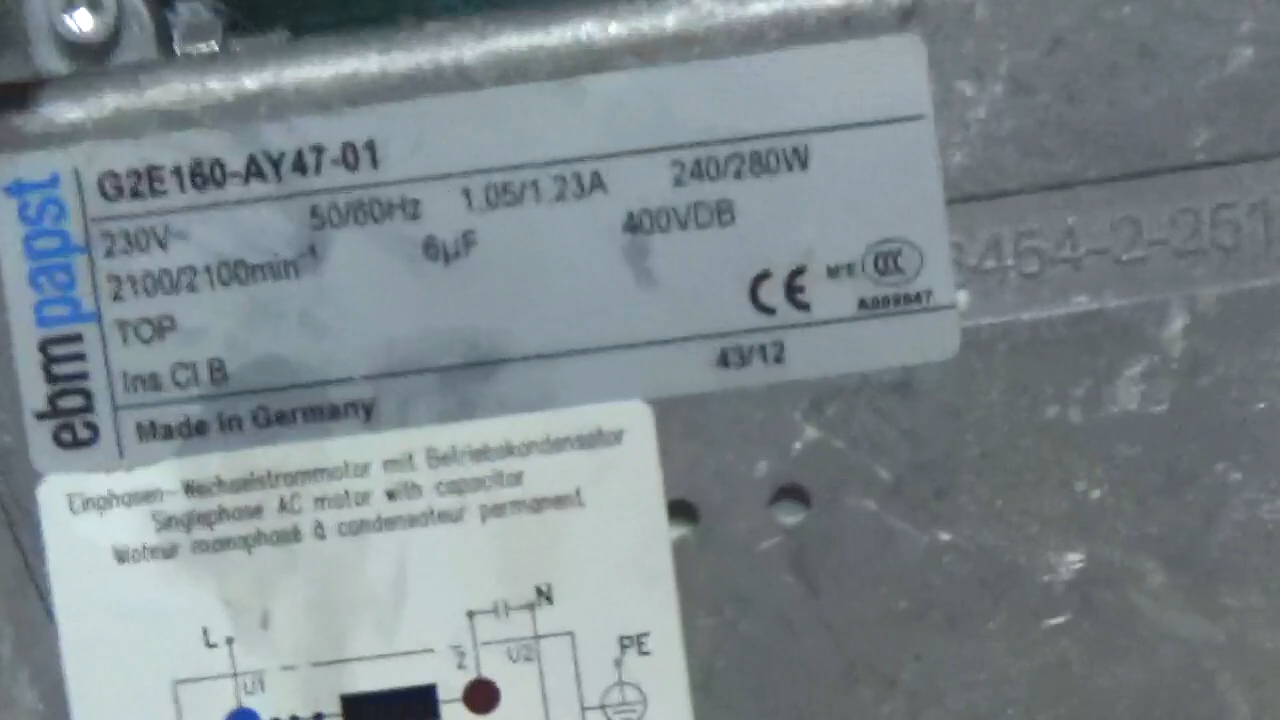 ebmpapst
G2E160-AY47-01
230V~ 50/60Hz 1.05/1.23A 240/280W
2100/2100min⁻¹ 6µF 400VDB
TOP
Ins.Cl B
CE
CCC
43/12
Made in Germany
Einphasen-Wechselstrommotor mit Betriebskondensator
Singlephase AC motor with capacitor
Moteur monophasé à condensateur permanent
L
N
U1
U2
PE